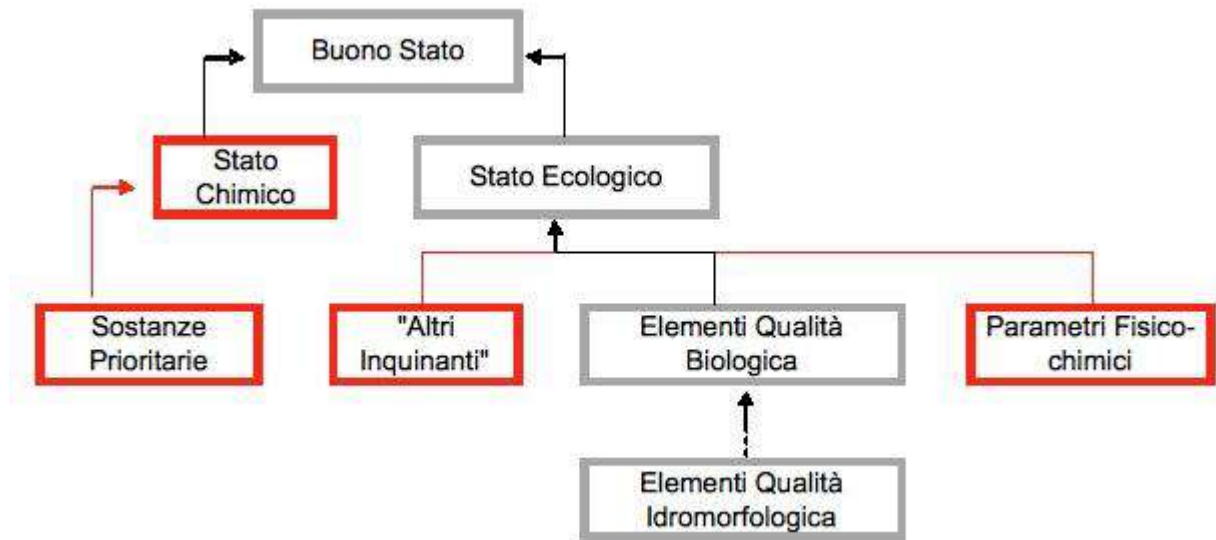 Buono Stato
Stato
Chimico
Stato Ecologico
Sostanze
Prioritarie
"Altri
Inquinanti"
Elementi Qualità
Biologica
Parametri Fisico-
chimici
Elementi Qualità
Idromorfologica